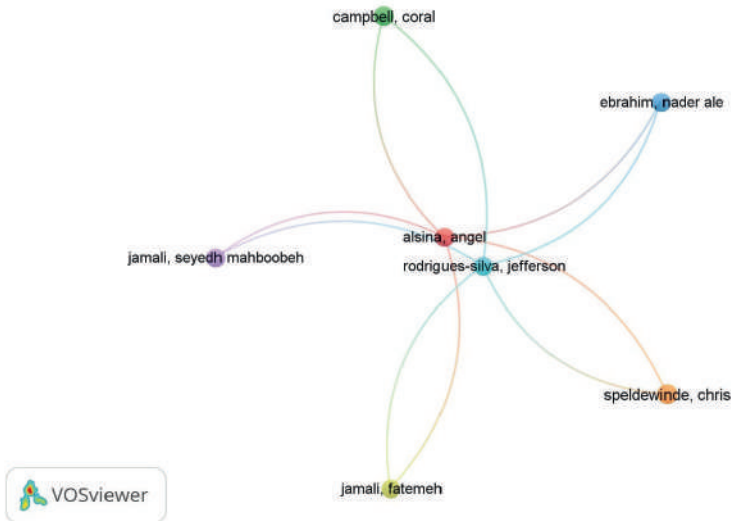 campbell, coral
ebrahim, nader ale
alsina, angel
jamali, seyedh mahboobeh
rodrigues-silva, jefferson
speldewinde, chris
jamali, fatemeh
VOSviewer